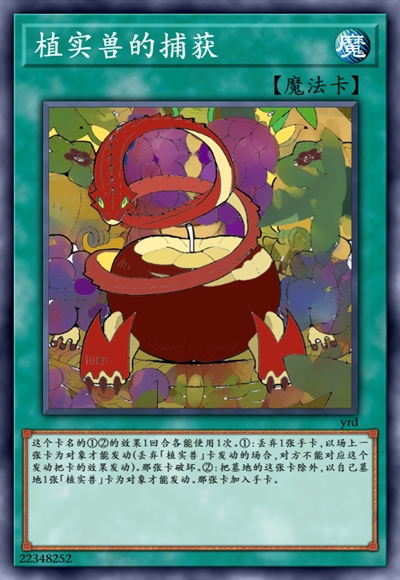 植实兽的捕获
魔
【魔法卡】
yrd
这个卡名的①②的效果1回合各能使用1次。①：丢弃1张手卡，以场上一
张卡为对象才能发动(丢弃「植实兽」卡发动的场合，对方不能对应这个
发动把卡的效果发动)。那张卡破坏。②：把墓地的这张卡除外，以自己墓
地1张「植实兽」卡为对象才能发动。那张卡加入手卡。
22348252